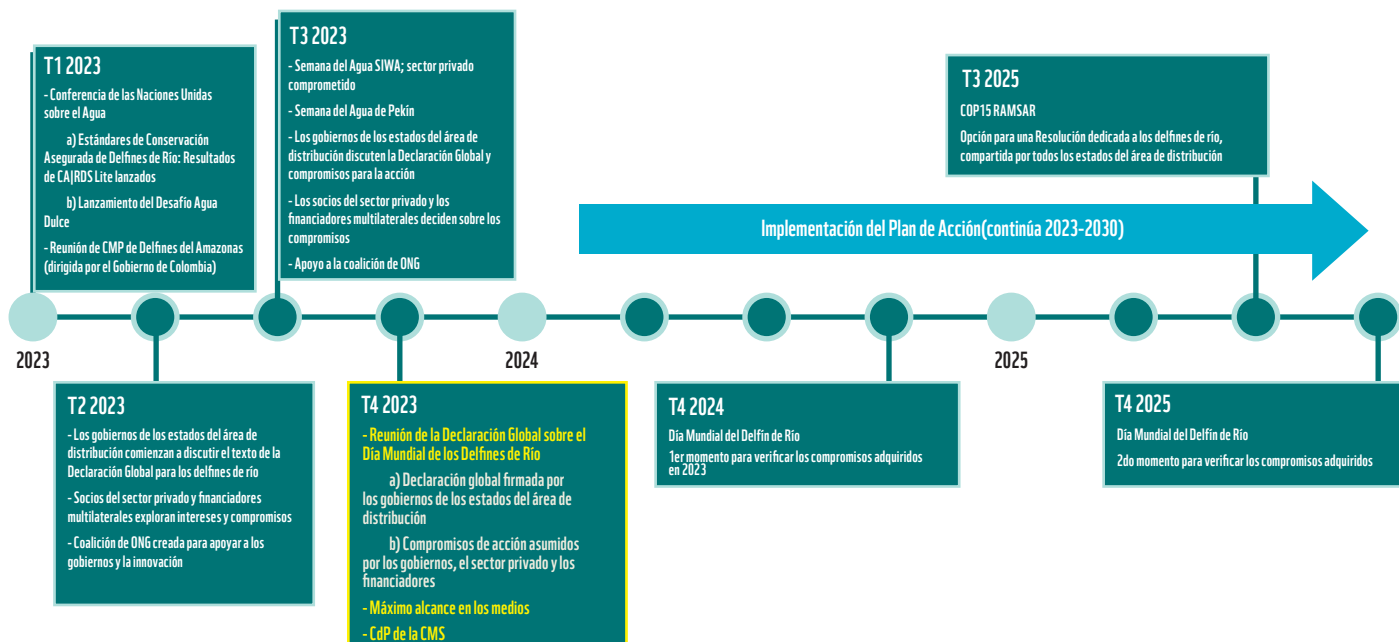 T1 2023
- Conferencia de las Naciones Unidas
sobre el Agua
a) Estándares de Conservación
Asegurada de Delfines de Río: Resultados
de CA|RDS Lite lanzados
b) Lanzamiento del Desafío Agua
Dulce
- Reunión de CMP de Delfines del Amazonas
(dirigida por el Gobierno de Colombia)
T3 2023
- Semana del Agua SIWA; sector privado
comprometido
- Semana del Agua de Pekín
- Los gobiernos de los estados del área de
distribución discuten la Declaración Global y
compromisos para la acción
- Los socios del sector privado y los
financiadores multilaterales deciden sobre los
compromisos
- Apoyo a la coalición de ONG
T3 2025
COP15 RAMSAR
Opción para una Resolución dedicada a los delfines de río,
compartida por todos los estados del área de distribución
Implementación del Plan de Acción(continúa 2023-2030)
2023
2024
2025
T2 2023
- Los gobiernos de los estados del área de
distribución comienzan a discutir el texto de la
Declaración Global para los delfines de río
- Socios del sector privado y financiadores
multilaterales exploran intereses y compromisos
- Coalición de ONG creada para apoyar a los
gobiernos y la innovación
T4 2023
- Reunión de la Declaración Global sobre el
Día Mundial de los Delfines de Río
a) Declaración global firmada por
los gobiernos de los estados del área de
distribución
b) Compromisos de acción asumidos
por los gobiernos, el sector privado y los
financiadores
- Máximo alcance en los medios
- CdP de la CMS
T4 2024
Día Mundial del Delfín de Río
1er momento para verificar los compromisos adquiridos
en 2023
T4 2025
Día Mundial del Delfín de Río
2do momento para verificar los compromisos adquiridos